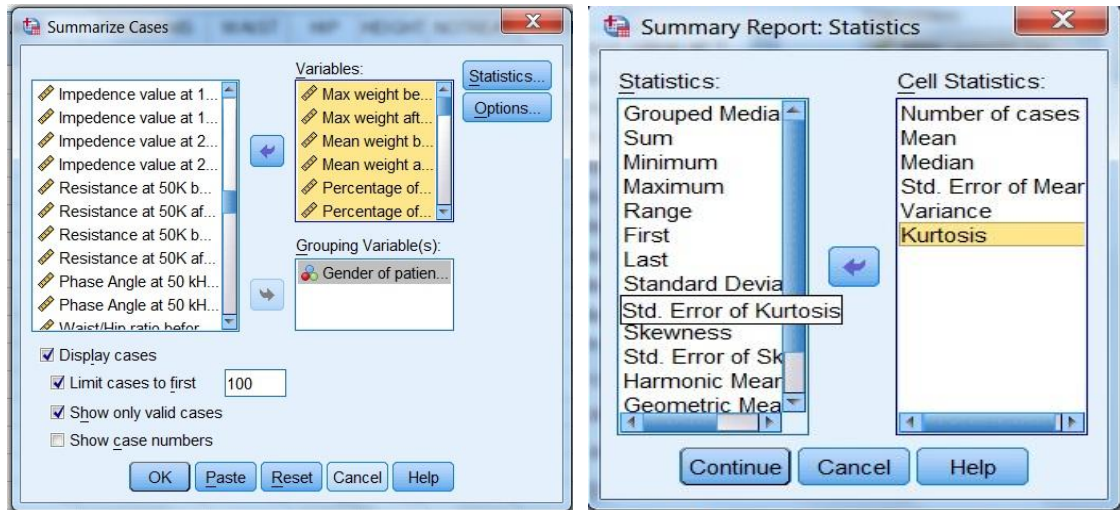 Summarize Cases
Impedence value at 1...
Impedence value at 1...
Impedence value at 2...
Impedence value at 2...
Resistance at 50K b...
Resistance at 50K af...
Resistance at 50K b...
Resistance at 50K af...
Phase Angle at 50 kH...
Phase Angle at 50 kH...
Waist/Hip ratio befor
Variables:
Max weight be...
Max weight aft...
Mean weight b...
Mean weight a...
Percentage of...
Percentage of...
Grouping Variable(s):
Gender of patien...
Statistics...
Options...
Display cases
Limit cases to first 100
Show only valid cases
Show case numbers
OK Paste Reset Cancel Help
Summary Report: Statistics
Statistics:
Grouped Media
Sum
Minimum
Maximum
Range
First
Last
Standard Devia
Std. Error of Kurtosis
Skewness
Std. Error of Sk
Harmonic Mear
Geometric Mea
Cell Statistics:
Number of cases
Mean
Median
Std. Error of Mear
Variance
Kurtosis
Continue Cancel Help